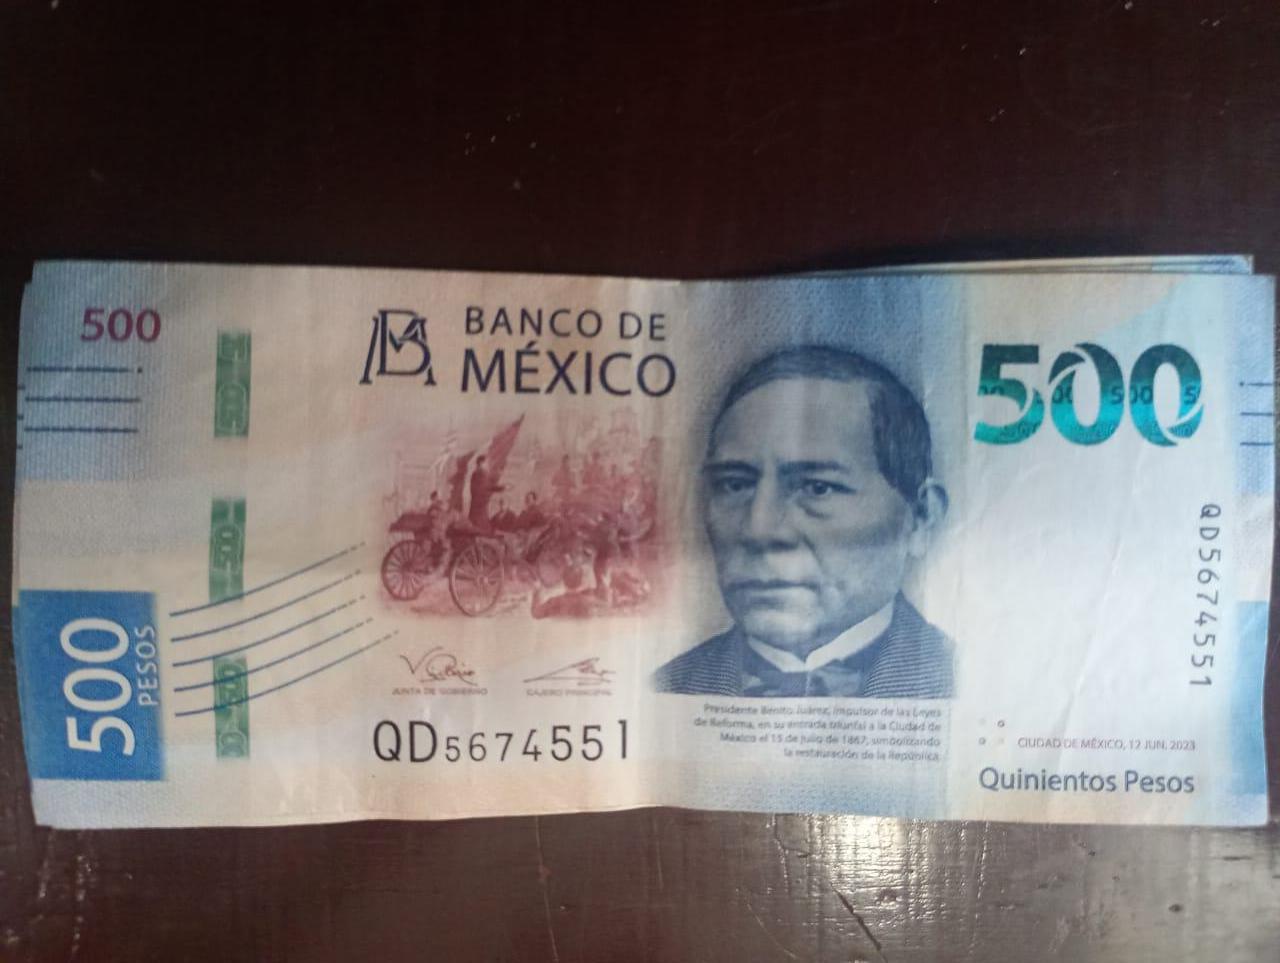 500
BANCO DE
MÉXICO
500
500
PESOS
JUNTA DE GOBIERNO
CAJERO PRINCIPAL
QD5674551
Presidente Benito Juárez, impulsor de las Leyes
de Reforma, en su entrada triunfal a la Ciudad de
México el 15 de julio de 1867, simbolizando
la restauración de la República.
QD5674551
CIUDAD DE MÉXICO, 12 JUN. 2023
Quinientos Pesos